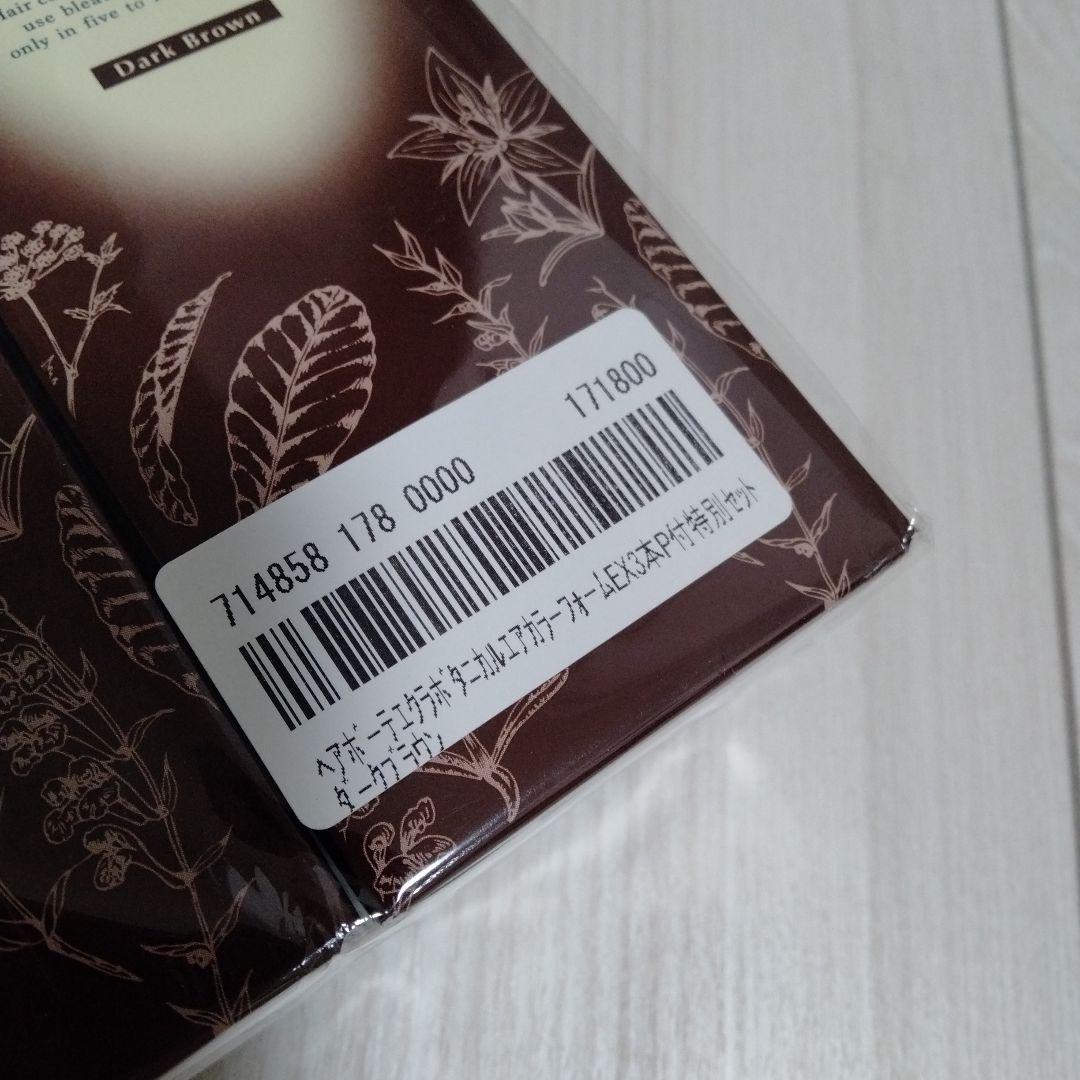 Hair
use
only in five to
Dark Brown
714858 178 0000 171800
ヘアボーテエクラボタニカルエアカラーフォームEX3本P付特別セット
ダークブラウン